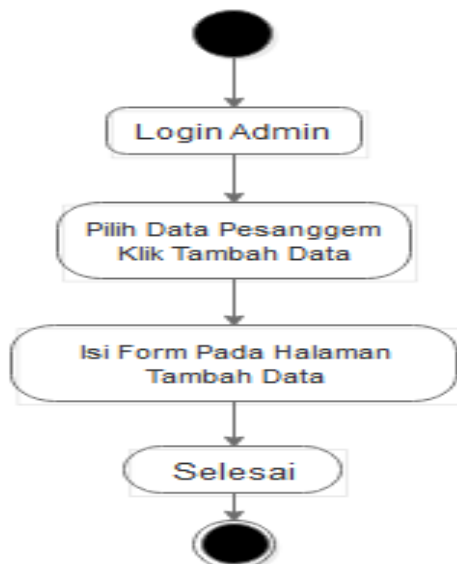 Login Admin
Pilih Data Pesanggem
Klik Tambah Data
Isi Form Pada Halaman
Tambah Data
Selesai